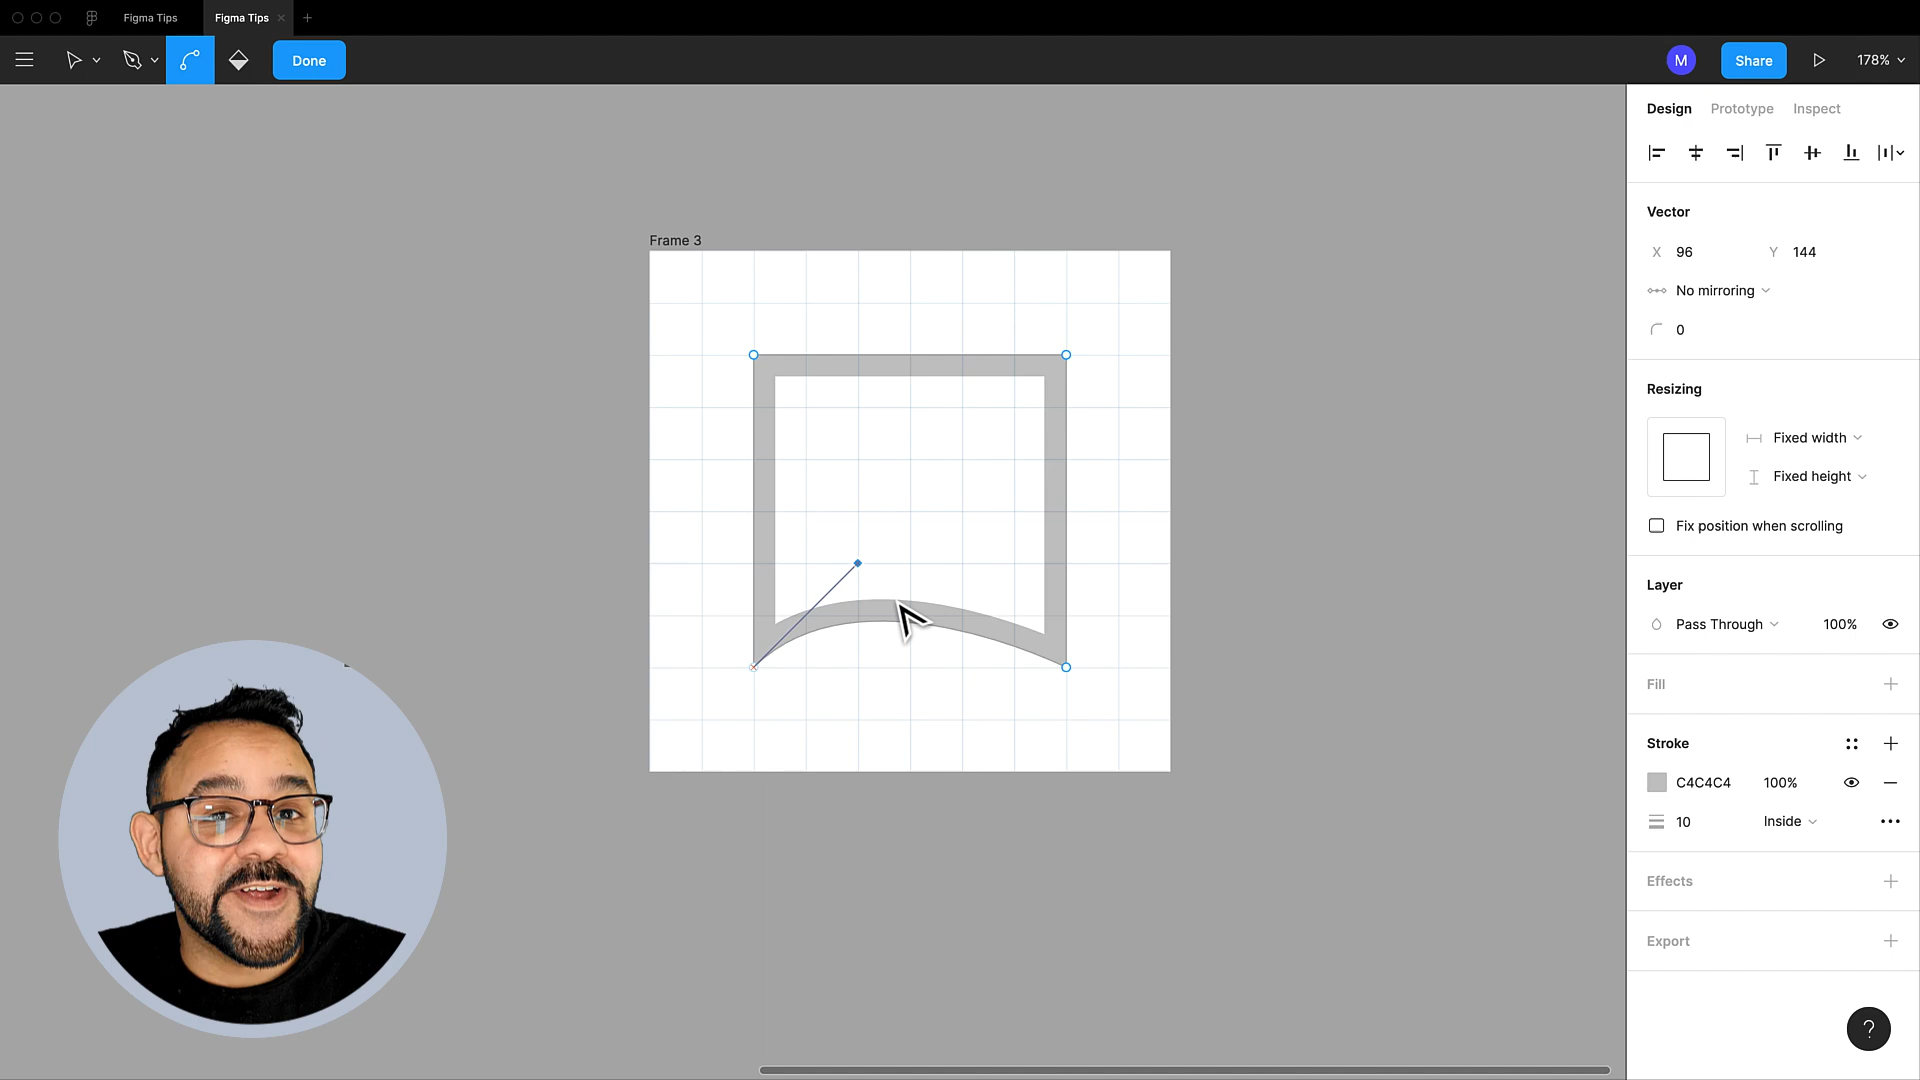 Figma Tips
Figma Tips
Done
M
Share
178%
Design Prototype Inspect
Frame 3
Vector
X 96 Y 144
No mirroring
0
Resizing
Fixed width
Fixed height
Fix position when scrolling
Layer
Pass Through 100%
Fill
Stroke
C4C4C4 100%
10 Inside
Effects
Export
?